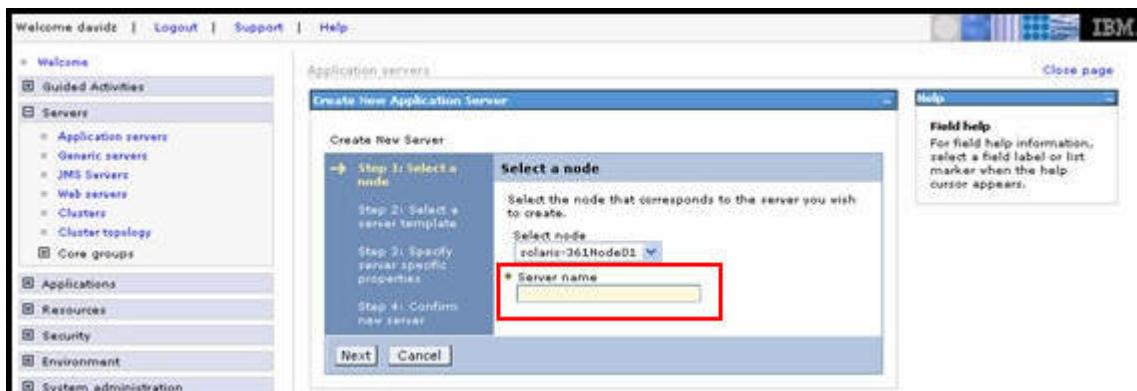 Welcome davidz | Logout | Support | Help
IBM.
Welcome
Guided Activities
Servers
Application servers
Generic servers
JMS Servers
Web servers
Clusters
Cluster topology
Core groups
Applications
Resources
Security
Environment
System administration
Application servers
Close page
Create New Application Server
Create New Server
Step 1: Select a
node
Step 2: Select a
server template
Step 3: Specify
server specific
properties
Step 4: Confirm
new server
Select a node
Select the node that corresponds to the server you wish
to create.
Select node
solaris-361Node01
* Server name
Next
Cancel
Help
Field help
For field help information,
select a field label or list
marker when the help
cursor appears.